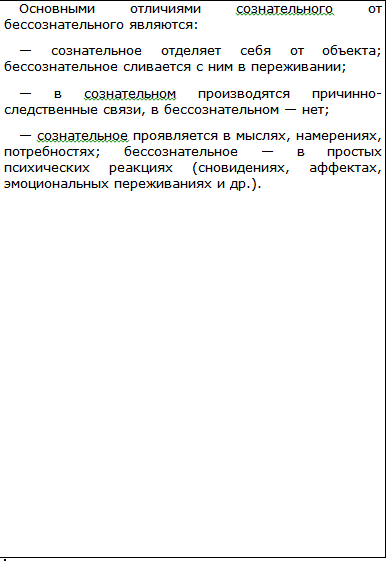 Основными отличиями сознательного от
бессознательного являются:
— сознательное отделяет себя от объекта;
бессознательное сливается с ним в переживании;
— в сознательном производятся причинно-
следственные связи, в бессознательном — нет;
— сознательное проявляется в мыслях, намерениях,
потребностях; бессознательное — в простых
психических реакциях (сновидениях, аффектах,
эмоциональных переживаниях и др.).